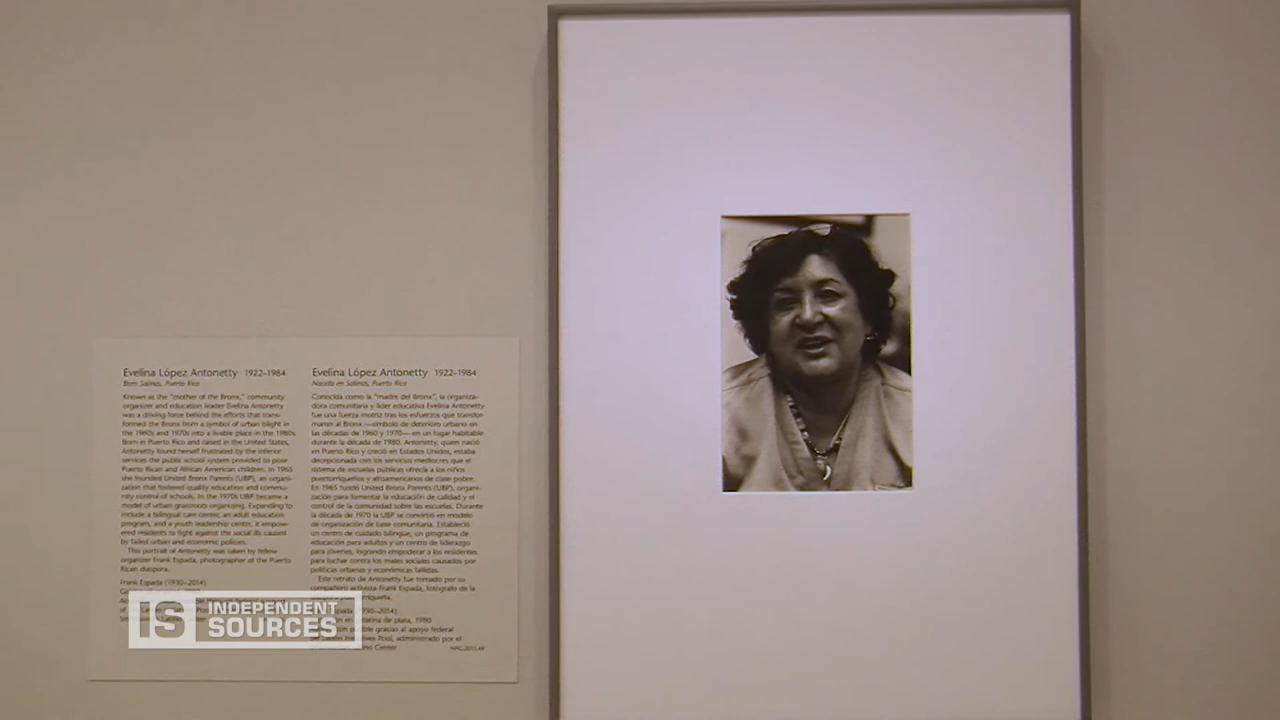 Evelina López Antonetty 1922–1984
Born Salinas, Puerto Rico
Known as the "mother of the Bronx," community
organizer and education leader Evelina Antonetty
was a driving force behind the efforts that trans-
formed the Bronx from a symbol of urban blight in
the 1960s and 1970s into a livable place in the 1980s.
Born in Puerto Rico and raised in the United States,
Antonetty found herself frustrated by the inferior
services the public school system provided to poor
Puerto Rican and African American children. In 1965
she founded United Bronx Parents (UBP), an organi-
zation that fostered quality education and commu-
nity control of schools. In the 1970s UBP became a
model of urban grassroots organizing. Expanding to
include a bilingual care center, an adult education
program, and a youth leadership center, it empow-
ered residents to fight against the social ills caused
by failed urban and economic policies.
This portrait of Antonetty was taken by fellow
organizer Frank Espada, photographer of the Puerto
Rican diaspora.
Frank Espada (1930–2014)
Evelina López Antonetty 1922–1984
Nacida en Salinas, Puerto Rico
Conocida como la "madre del Bronx", la organiza-
dora comunitaria y líder educativa Evelina Antonetty
fue una fuerza motriz tras los esfuerzos que transfor-
maron al Bronx —símbolo de deterioro urbano en
las décadas de 1960 y 1970— en un lugar habitable
durante la década de 1980. Antonetty, quien nació
en Puerto Rico y creció en Estados Unidos, estaba
decepcionada con los servicios mediocres que el
sistema de escuelas públicas ofrecía a los niños
puertorriqueños y afroamericanos de clase pobre.
En 1965 fundó United Bronx Parents (UBP), organi-
zación para fomentar la educación de calidad y el
control de la comunidad sobre las escuelas. Durante
la década de 1970 la UBP se convirtió en modelo
de organización de base comunitaria. Estableció
un centro de cuidado bilingüe, un programa de
educación para adultos y un centro de liderazgo
para jóvenes, logrando empoderar a los residentes
para luchar contra los males sociales causados por
políticas urbanas y económicas fallidas.
Este retrato de Antonetty fue tomado por su
compañero activista Frank Espada, fotógrafo de la
(1930–2014)
en gelatina de plata, 1980
gracias al apoyo federal
Pool, administrado por el
Center
IS INDEPENDENT
SOURCES